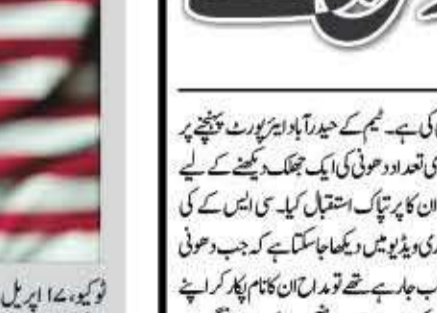 کی ہے۔ ٹیم کے حیدرآباد ایئرپورٹ پہنچنے پر
ی تعداد دھونی کی ایک جھلک دیکھنے کے لیے
ان کا پرتپاک استقبال کیا۔ سی ایس کے کی
ری ویڈیو میں دیکھا جاسکتا ہے کہ جب دھونی
ب جارہے تھے تو مداح ان کا نام پکار کر اپنے
ٹوکیو، ۱۷ اپریل